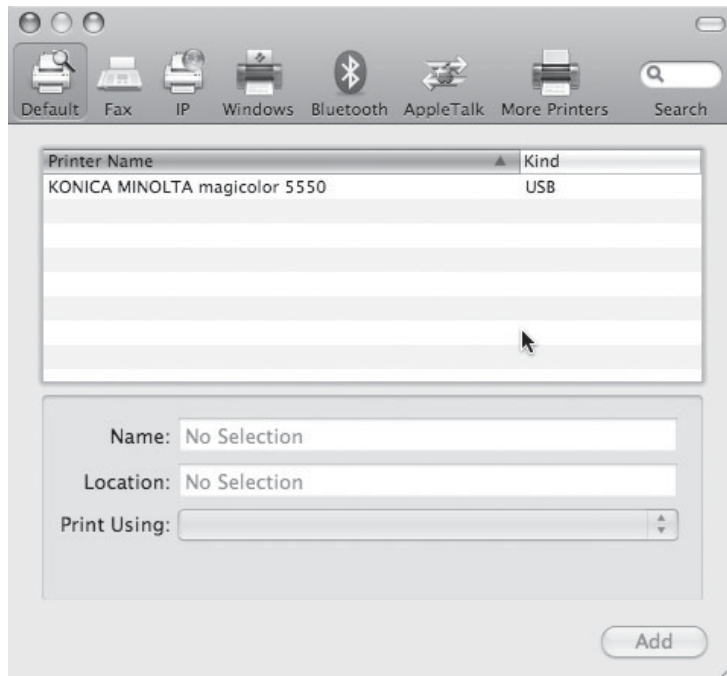 Default Fax IP Windows Bluetooth AppleTalk More Printers Search
Printer Name Kind
KONICA MINOLTA magicolor 5550 USB
Name: No Selection
Location: No Selection
Print Using:
Add